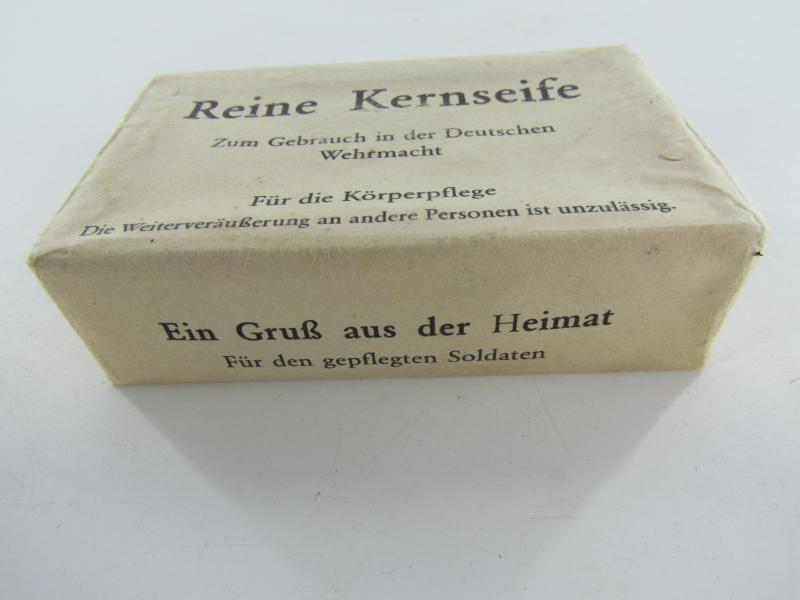 Reine Kernseife
Zum Gebrauch in der Deutschen
Wehrmacht
Für die Körperpflege
Die Weiterveräußerung an andere Personen ist unzulässig.
Ein Gruß aus der Heimat
Für den gepflegten Soldaten